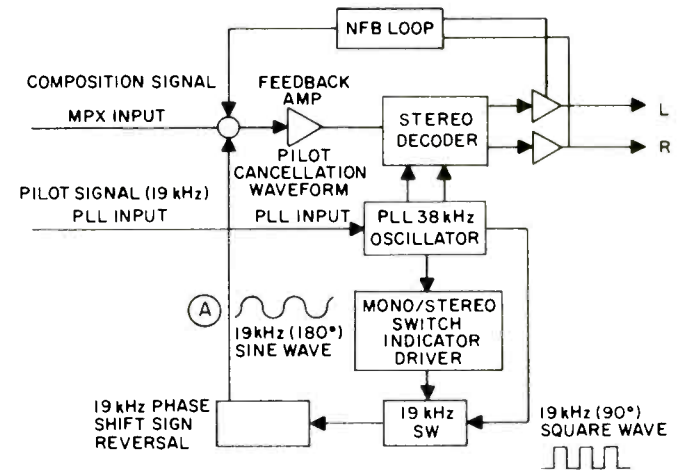 NFB LOOP
COMPOSITION SIGNAL
FEEDBACK
AMP
MPX INPUT
STEREO
DECODER
L
R
PILOT
CANCELLATION
WAVEFORM
PILOT SIGNAL (19 kHz)
PLL INPUT
PLL INPUT
PLL 38 kHz
OSCILLATOR
A
19 kHz (180°)
SINE WAVE
MONO/STEREO
SWITCH
INDICATOR
DRIVER
19 kHz PHASE
SHIFT SIGN
REVERSAL
19 kHz
SW
19 kHz (90°)
SQUARE WAVE